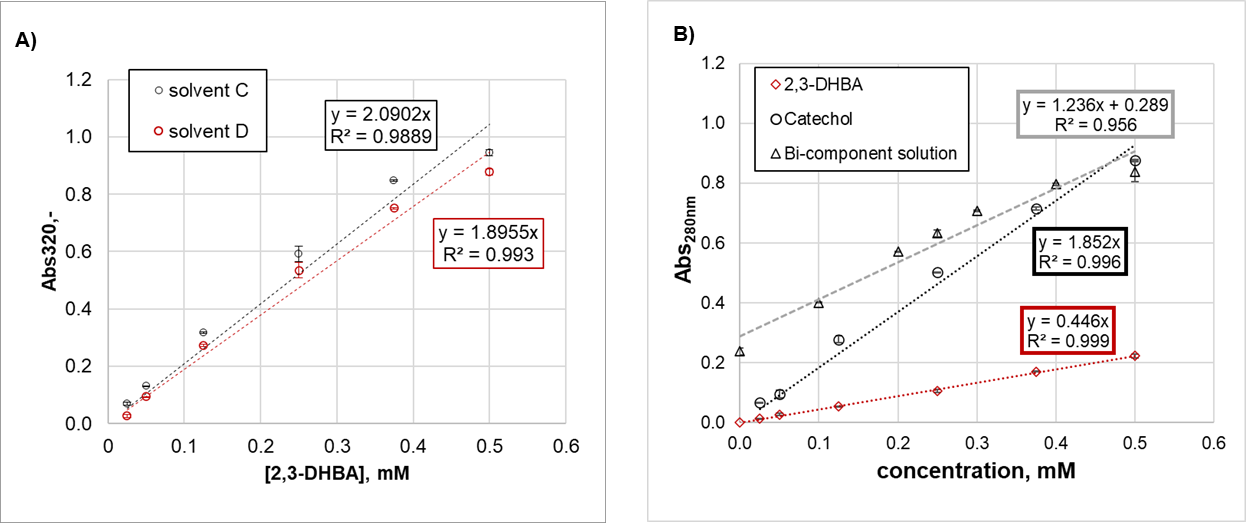 A)
1.2
1.0
0.8
0.6
0.4
0.2
0.0
Abs320,-
solvent C
solvent D
y = 2.0902x
R² = 0.9889
y = 1.8955x
R² = 0.993
0 0.1 0.2 0.3 0.4 0.5 0.6
[2,3-DHBA], mM
B)
1.2
1.0
0.8
0.6
0.4
0.2
0.0
Abs280nm
2,3-DHBA
Catechol
Bi-component solution
y = 1.236x + 0.289
R² = 0.956
y = 1.852x
R² = 0.996
y = 0.446x
R² = 0.999
0.0 0.1 0.2 0.3 0.4 0.5 0.6
concentration, mM